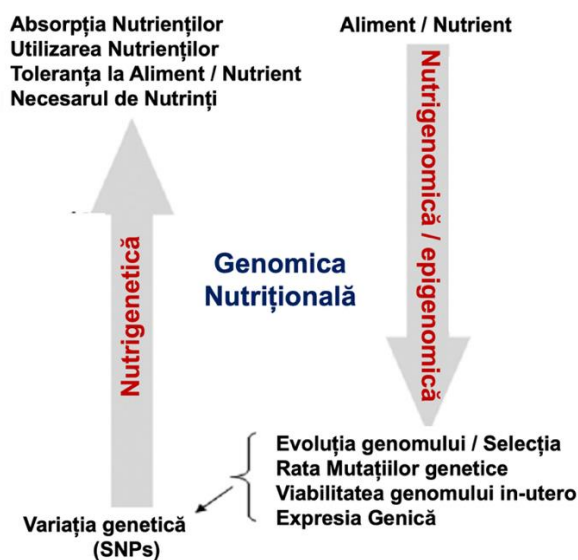 Absorpția Nutrienților
Utilizarea Nutrienților
Toleranța la Aliment / Nutrient
Necesarul de Nutrinți
Aliment / Nutrient
Nutrigenetică
Genomica
Nutrițională
Nutrigenomică / epigenomică
Evoluția genomului / Selecția
Rata Mutațiilor genetice
Viabilitatea genomului in-utero
Expresia Genică
Variația genetică
(SNPs)